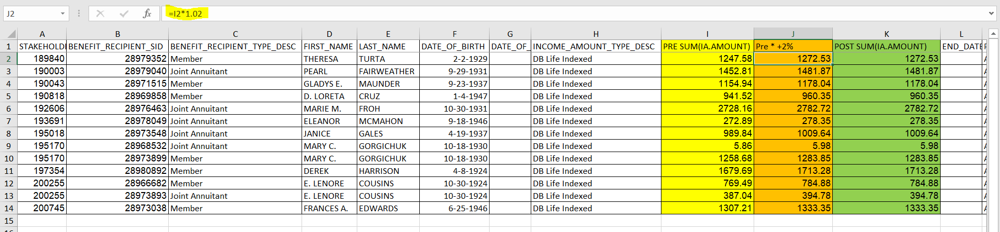 J2 fx =I2*1.02
A B C D E F G H I J K L
1 STAKEHOLD BENEFIT_RECIPIENT_SID BENEFIT_RECIPIENT_TYPE_DESC FIRST_NAME LAST_NAME DATE_OF_BIRTH DATE_OF_ INCOME_AMOUNT_TYPE_DESC PRE SUM(IA.AMOUNT) Pre * +2% POST SUM(IA.AMOUNT) END_DATE
2 189840 28979352 Member THERESA TURTA 2-2-1929 DB Life Indexed 1247.58 1272.53 1272.53
3 190003 28979040 Joint Annuitant PEARL FAIRWEATHER 9-29-1931 DB Life Indexed 1452.81 1481.87 1481.87
4 190043 28971515 Member GLADYS E. MAUNDER 9-23-1937 DB Life Indexed 1154.94 1178.04 1178.04
5 190818 28969858 Member D. LORETA CRUZ 1-4-1947 DB Life Indexed 941.52 960.35 960.35
6 192606 28976463 Joint Annuitant MARIE M. FROH 10-30-1931 DB Life Indexed 2728.16 2782.72 2782.72
7 193691 28978049 Joint Annuitant ELEANOR MCMAHON 9-18-1946 DB Life Indexed 272.89 278.35 278.35
8 195018 28973548 Joint Annuitant JANICE GALES 4-19-1937 DB Life Indexed 989.84 1009.64 1009.64
9 195170 28968532 Joint Annuitant MARY C. GORGICHUK 10-18-1930 DB Life Indexed 5.86 5.98 5.98
10 195170 28973899 Member MARY C. GORGICHUK 10-18-1930 DB Life Indexed 1258.68 1283.85 1283.85
11 197354 28980892 Member DEREK HARRISON 4-8-1924 DB Life Indexed 1679.69 1713.28 1713.28
12 200255 28966682 Member E. LENORE COUSINS 10-30-1924 DB Life Indexed 769.49 784.88 784.88
13 200255 28973893 Joint Annuitant E. LENORE COUSINS 10-30-1924 DB Life Indexed 387.04 394.78 394.78
14 200745 28973038 Member FRANCES A. EDWARDS 6-25-1946 DB Life Indexed 1307.21 1333.35 1333.35
15